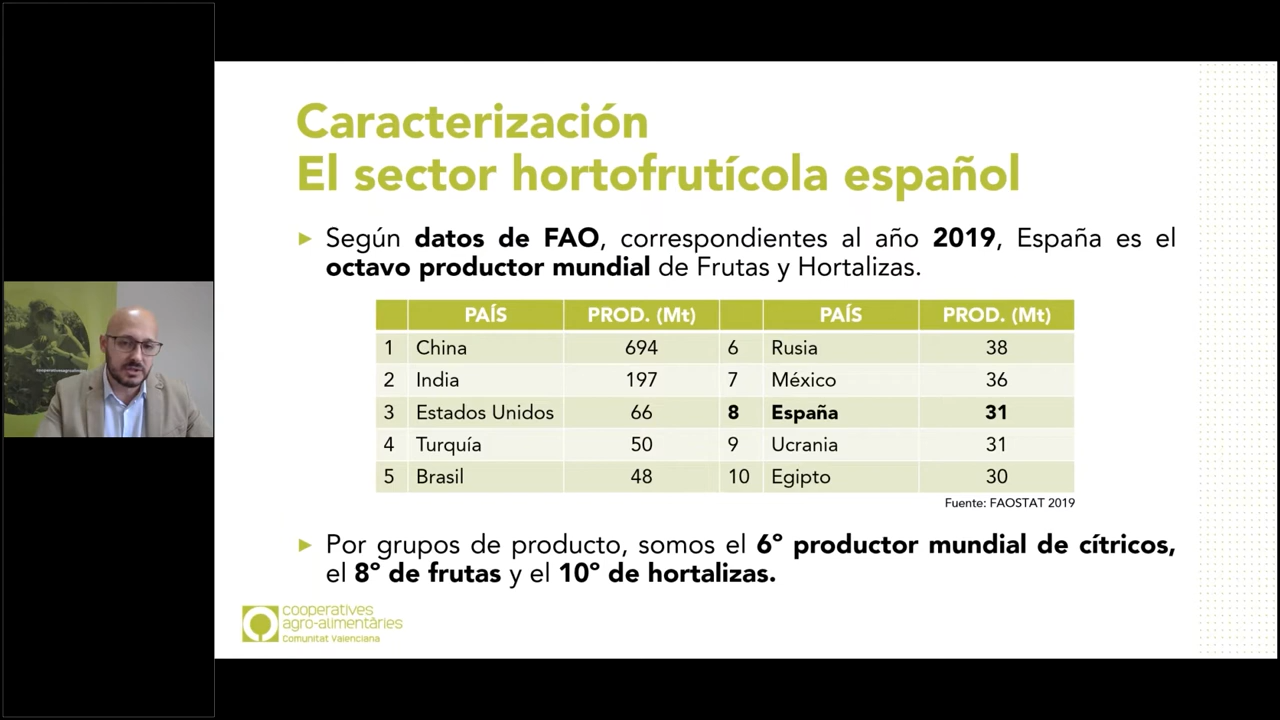 Caracterización
El sector hortofrutícola español
► Según datos de FAO, correspondientes al año 2019, España es el
octavo productor mundial de Frutas y Hortalizas.
PAÍS PROD. (Mt) PAÍS PROD. (Mt)
1 China 694 6 Rusia 38
2 India 197 7 México 36
3 Estados Unidos 66 8 España 31
4 Turquía 50 9 Ucrania 31
5 Brasil 48 10 Egipto 30
Fuente: FAOSTAT 2019
► Por grupos de producto, somos el 6º productor mundial de cítricos,
el 8º de frutas y el 10º de hortalizas.
cooperatives
agro-alimentàries
Comunitat Valenciana